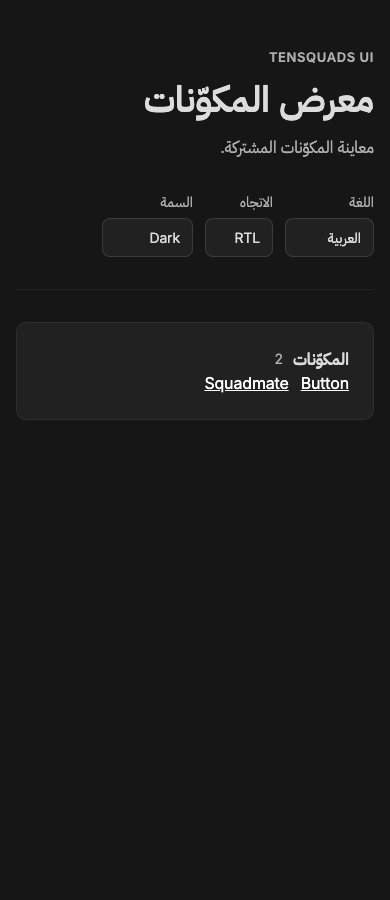 TENSQUADS UI
معرض المكوّنات
معاينة المكوّنات المشتركة.
اللغة الاتجاه السمة
العربية RTL Dark
المكوّنات 2
Button Squadmate